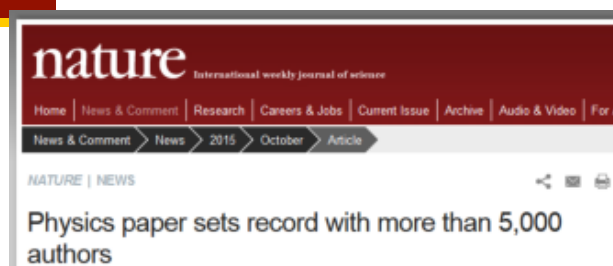 nature International weekly journal of science
Home | News & Comment | Research | Careers & Jobs | Current Issue | Archive | Audio & Video | For
News & Comment News 2015 October Article
NATURE | NEWS
Physics paper sets record with more than 5,000
authors